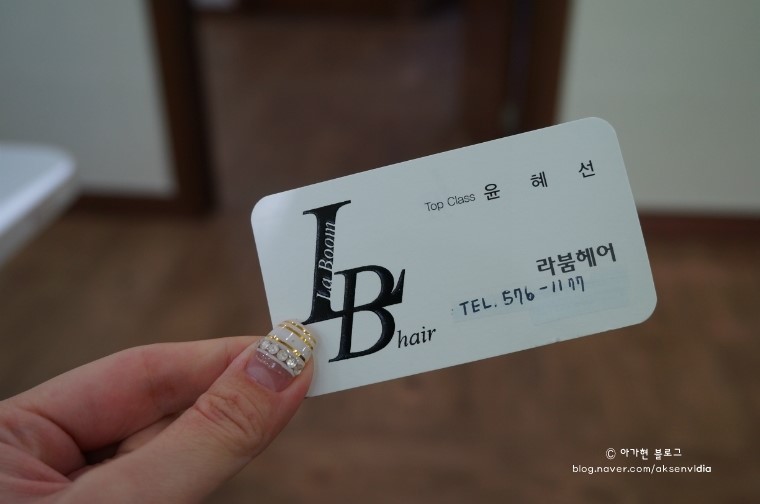 Top Class 윤 혜 선
La Boom
LB hair
라붐헤어
TEL. 576-1177
© 아가현 블로그
blog.naver.com/aksenvidia